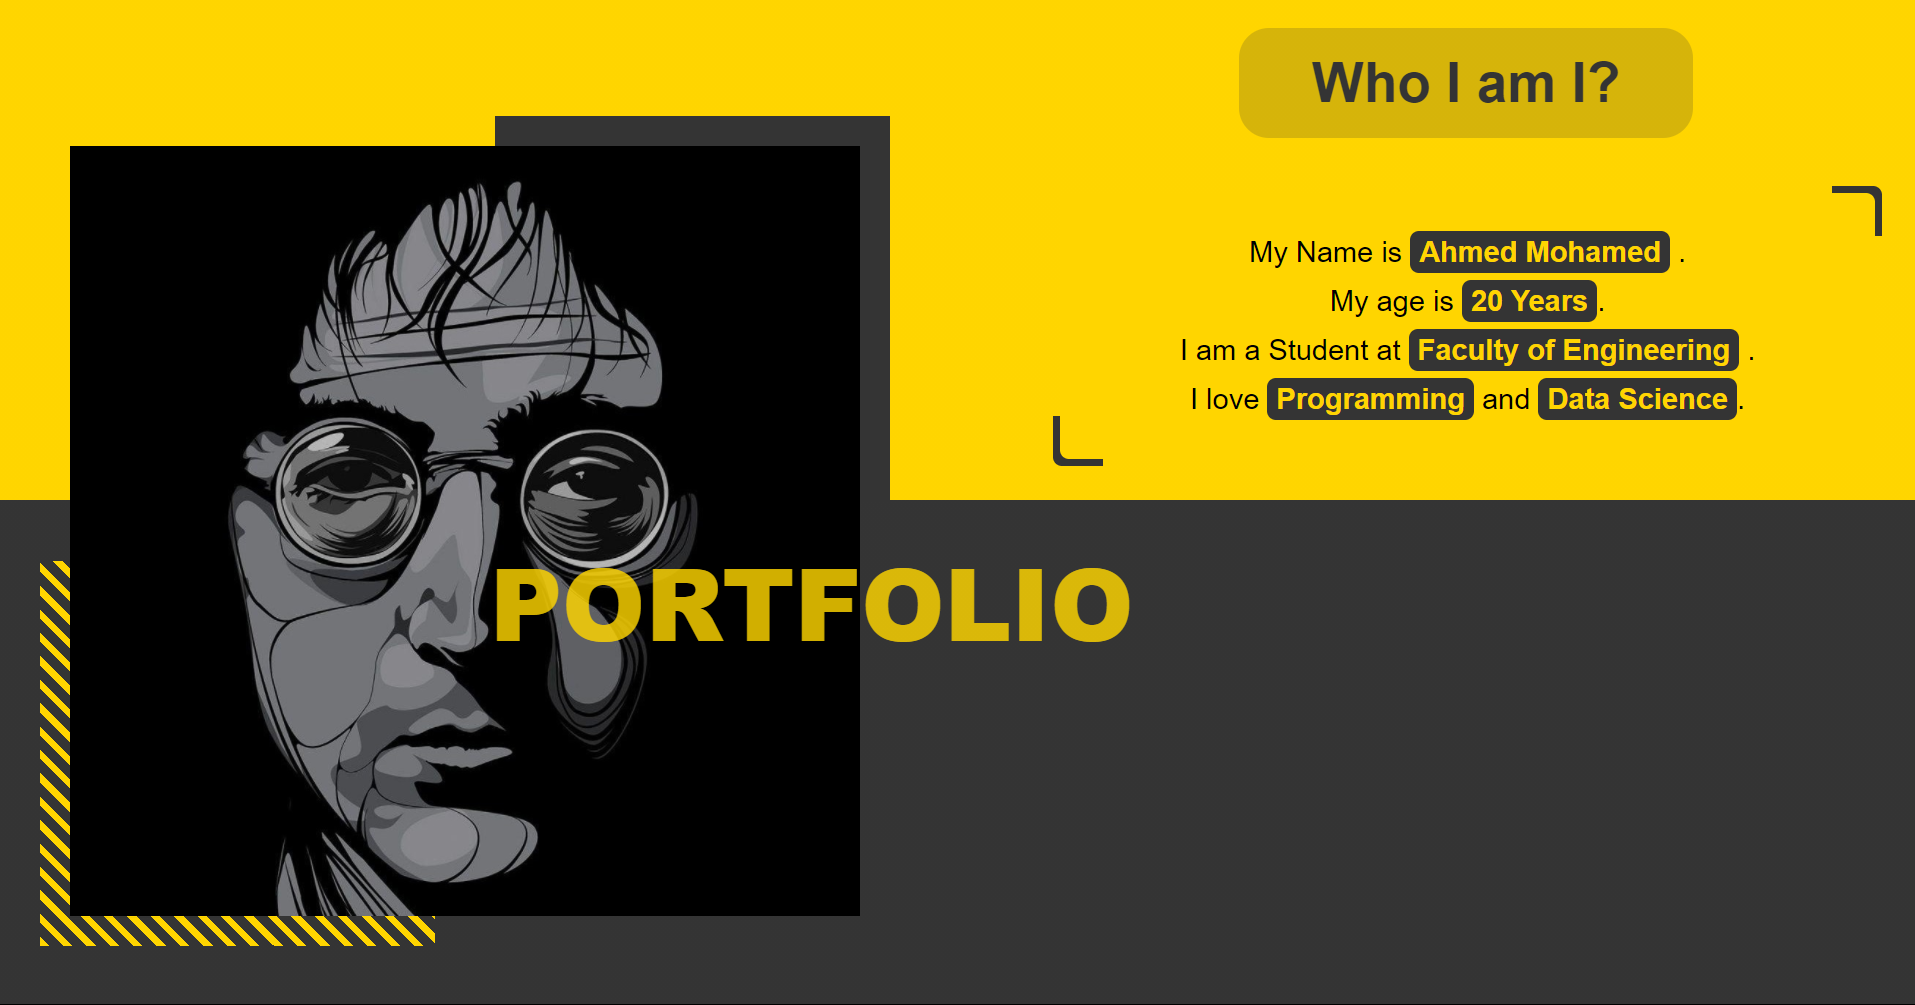 Who I am I?
My Name is Ahmed Mohamed .
My age is 20 Years.
I am a Student at Faculty of Engineering .
I love Programming and Data Science.
PORTFOLIO